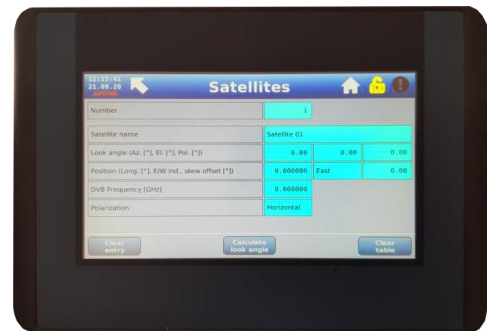 12:15:41
21.09.20
Satellites
Number 1
Satellite name Satellite 01
Look angle (Az. [°], El. [°], Pol. [°]) 0.00 0.00 0.00
Position (Long. [°], E/W ind., skew offset [°]) 0.000000 East 0.00
DVB Frequency [GHz] 0.000000
Polarization Horizontal
Clear entry
Calculate look angle
Clear table